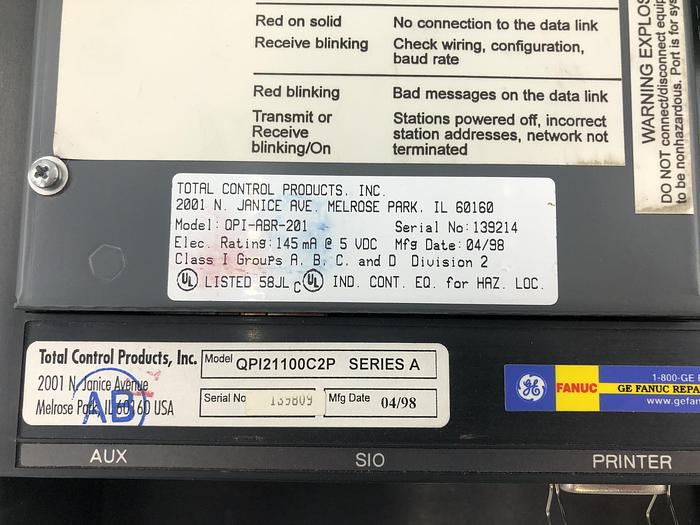 Red on solid No connection to the data link
Receive blinking Check wiring, configuration,
baud rate
Red blinking Bad messages on the data link
Transmit or Stations powered off, incorrect
Receive station addresses, network not
blinking/On terminated
WARNING EXPLOS
DO NOT connect/disconnect equip
to be nonhazardous. Port is for sys
TOTAL CONTROL PRODUCTS, INC.
2001 N. JANICE AVE. MELROSE PARK, IL 60160
Model: QPI-ABR-201 Serial No: 139214
Elec. Rating: 145 mA @ 5 VDC Mfg Date: 04/98
Class I Groups A, B, C, and D Division 2
UL LISTED 58JL C UL IND. CONT. EQ. for HAZ. LOC.
Total Control Products, Inc. Model QPI21100C2P SERIES A
2001 N. Janice Avenue
Melrose Park, IL 60160 USA
Serial No 139809 Mfg Date 04/98
AB
GE FANUC
1-800-GE F
GE FANUC REPA
www.gefan
AUX SIO PRINTER